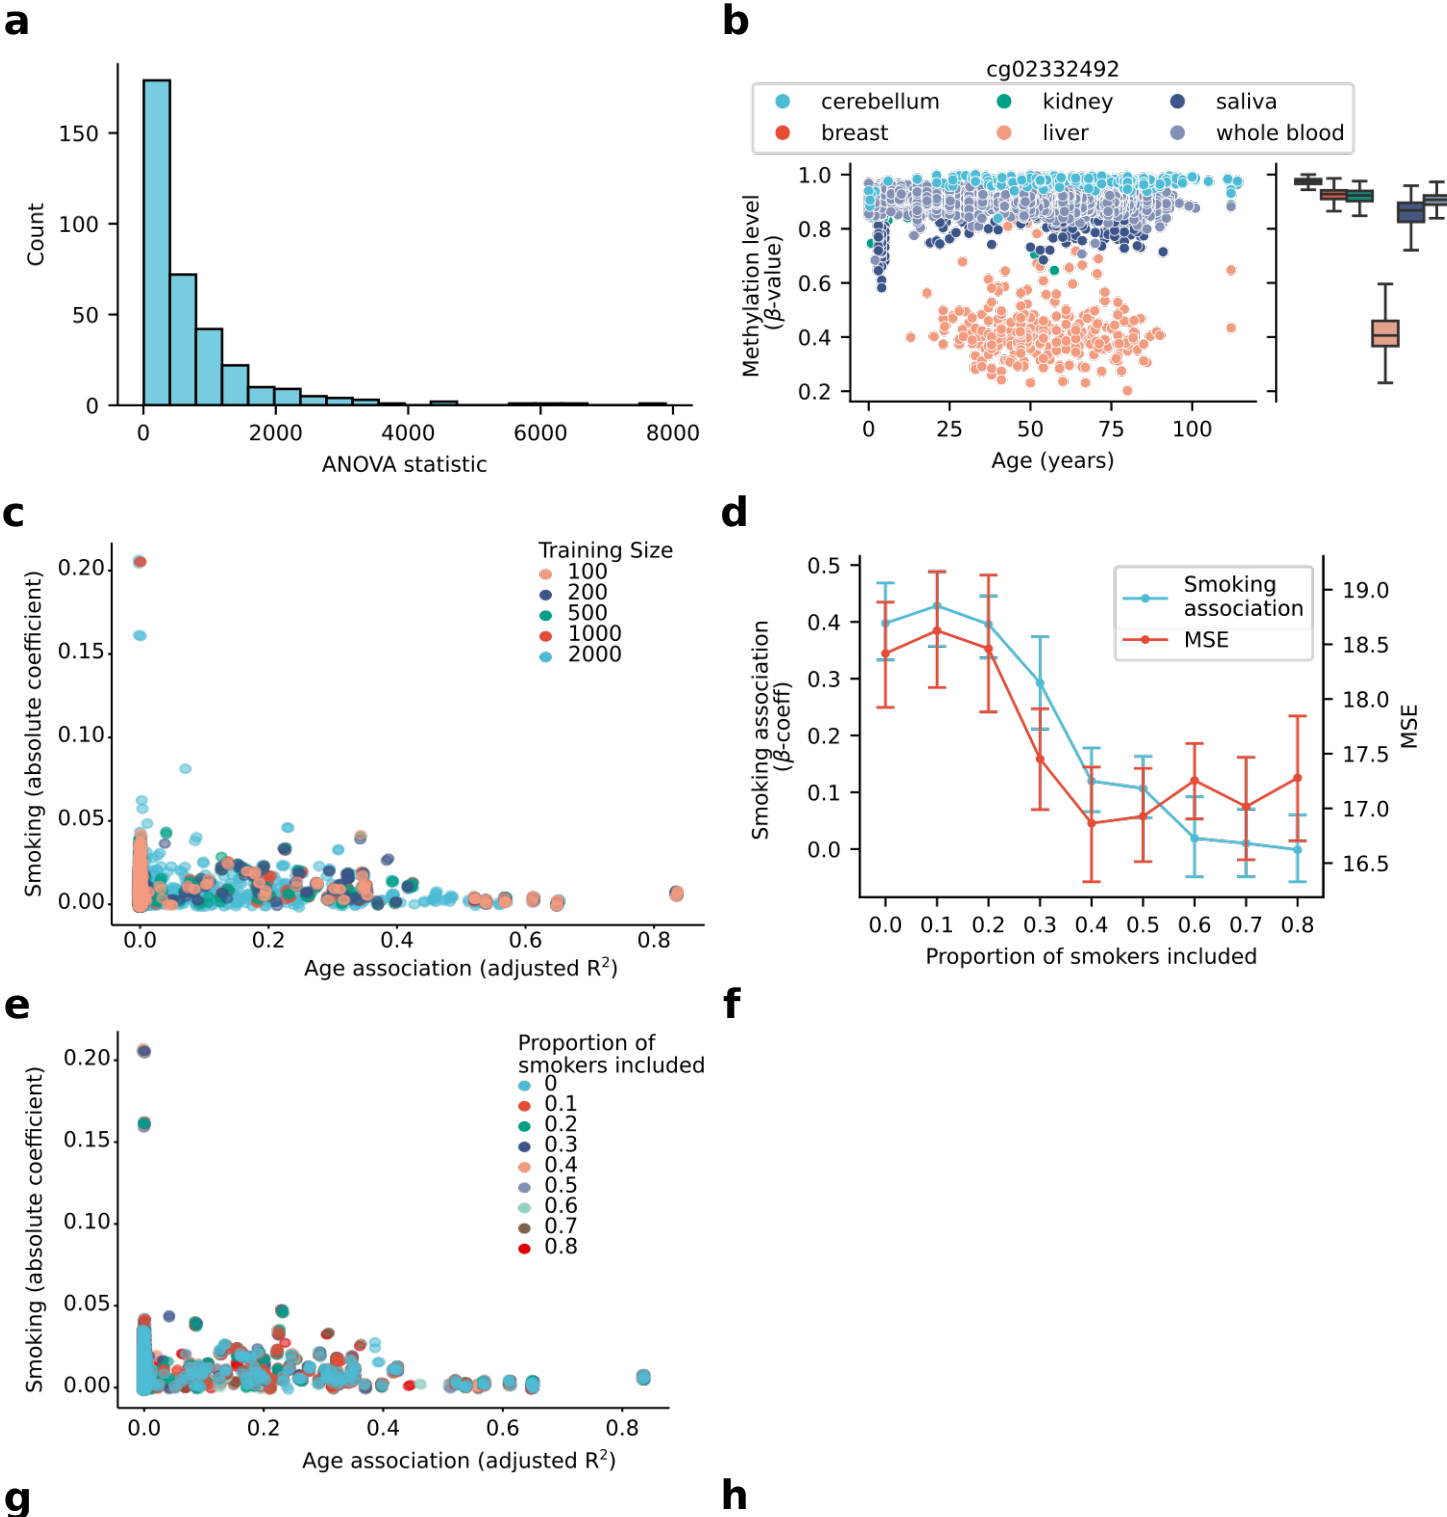 a
Count
150
100
50
0
0 2000 4000 6000 8000
ANOVA statistic
b
cg02332492
cerebellum kidney saliva
breast liver whole blood
Methylation level
(β-value)
1.0
0.8
0.6
0.4
0.2
0 25 50 75 100
Age (years)
c
Smoking (absolute coefficient)
0.20
0.15
0.10
0.05
0.00
Training Size
100
200
500
1000
2000
0.0 0.2 0.4 0.6 0.8
Age association (adjusted R²)
d
Smoking association
(β-coeff)
0.5
0.4
0.3
0.2
0.1
0.0
Smoking
association
MSE
19.0
18.5
18.0
17.5
17.0
16.5
MSE
0.0 0.1 0.2 0.3 0.4 0.5 0.6 0.7 0.8
Proportion of smokers included
e
Smoking (absolute coefficient)
0.20
0.15
0.10
0.05
0.00
Proportion of
smokers included
0
0.1
0.2
0.3
0.4
0.5
0.6
0.7
0.8
0.0 0.2 0.4 0.6 0.8
Age association (adjusted R²)
f
g
h